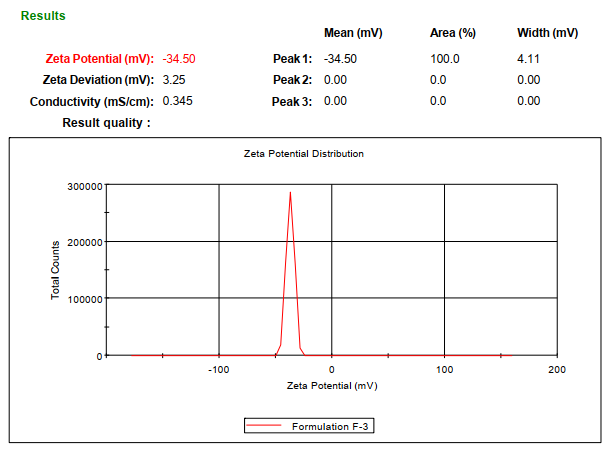 Results
Mean (mV) Area (%) Width (mV)
Zeta Potential (mV): -34.50 Peak 1: -34.50 100.0 4.11
Zeta Deviation (mV): 3.25 Peak 2: 0.00 0.0 0.00
Conductivity (mS/cm): 0.345 Peak 3: 0.00 0.0 0.00
Result quality :
Zeta Potential Distribution
300000
200000
100000
0
Total Counts
-100 0 100 200
Zeta Potential (mV)
Formulation F-3